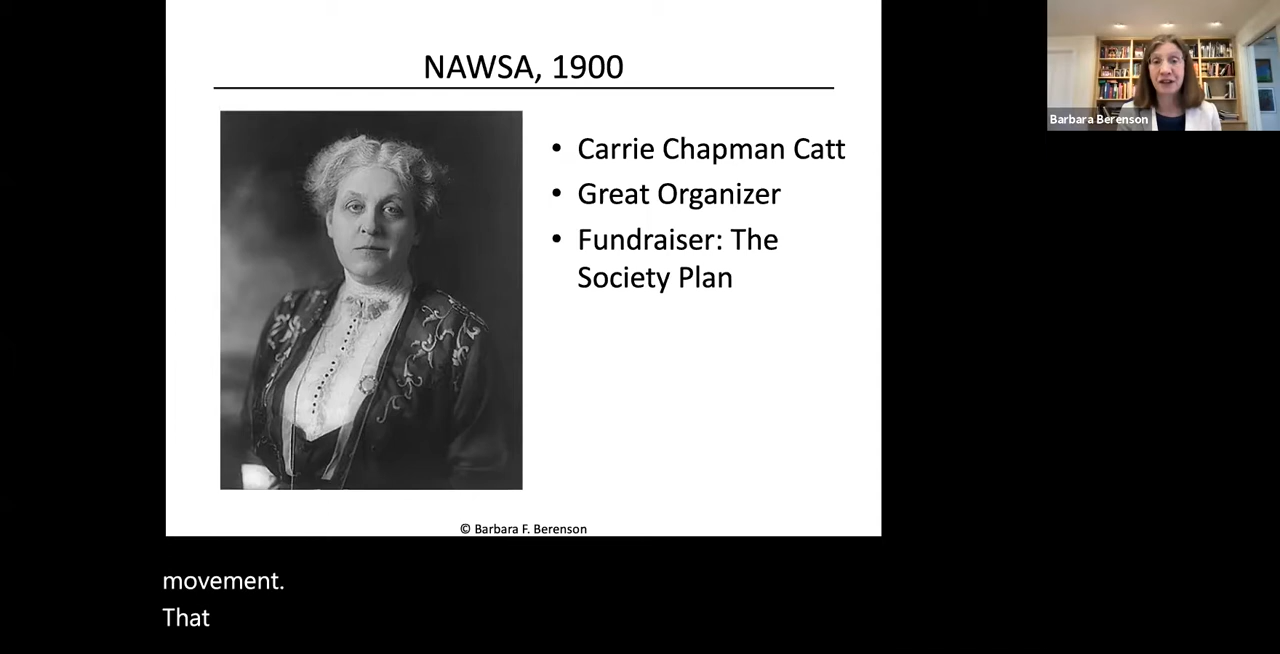 NAWSA, 1900
• Carrie Chapman Catt
• Great Organizer
• Fundraiser: The
Society Plan
© Barbara F. Berenson
Barbara Berenson
movement.
That